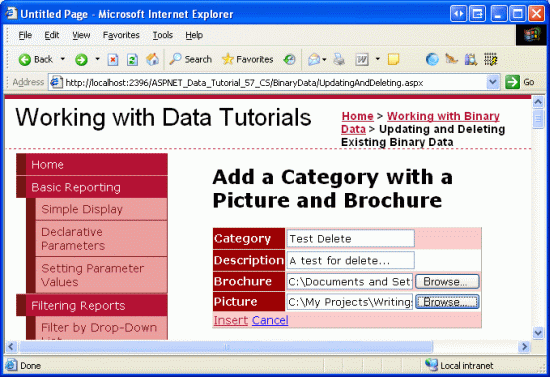 Untitled Page - Microsoft Internet Explorer
File Edit View Favorites Tools Help
Back Search Favorites
Address http://localhost:2396/ASPNET_Data_Tutorial_57_CS/BinaryData/UpdatingAndDeleting.aspx Go
Working with Data Tutorials
Home > Working with Binary
Data > Updating and Deleting
Existing Binary Data
Home
Basic Reporting
Simple Display
Declarative
Parameters
Setting Parameter
Values
Filtering Reports
Filter by Drop-Down
Add a Category with a
Picture and Brochure
Category Test Delete
Description A test for delete...
Brochure C:\Documents and Set Browse...
Picture C:\My Projects\Writing Browse...
Insert Cancel
Done Local intranet